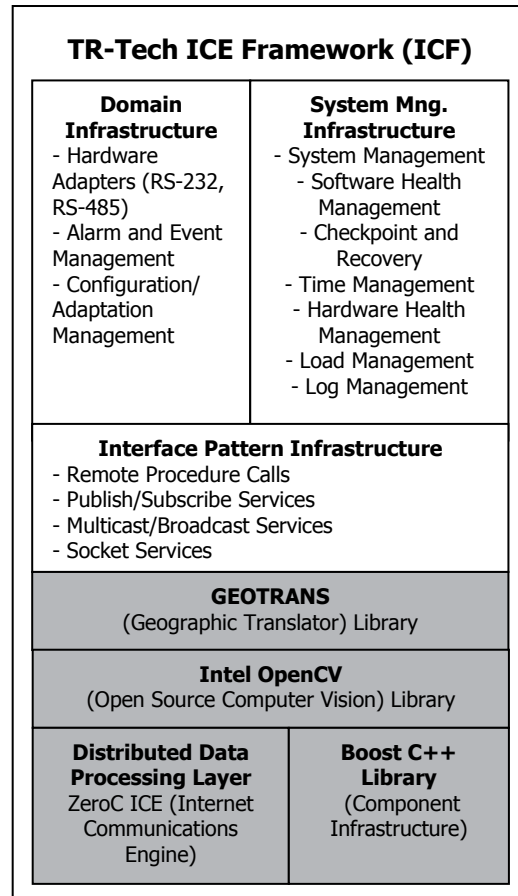 TR-Tech ICE Framework (ICF)
Domain
Infrastructure
- Hardware
Adapters (RS-232,
RS-485)
- Alarm and Event
Management
- Configuration/
Adaptation
Management
System Mng.
Infrastructure
- System Management
- Software Health
Management
- Checkpoint and
Recovery
- Time Management
- Hardware Health
Management
- Load Management
- Log Management
Interface Pattern Infrastructure
- Remote Procedure Calls
- Publish/Subscribe Services
- Multicast/Broadcast Services
- Socket Services
GEOTRANS
(Geographic Translator) Library
Intel OpenCV
(Open Source Computer Vision) Library
Distributed Data
Processing Layer
ZeroC ICE (Internet
Communications
Engine)
Boost C++
Library
(Component
Infrastructure)